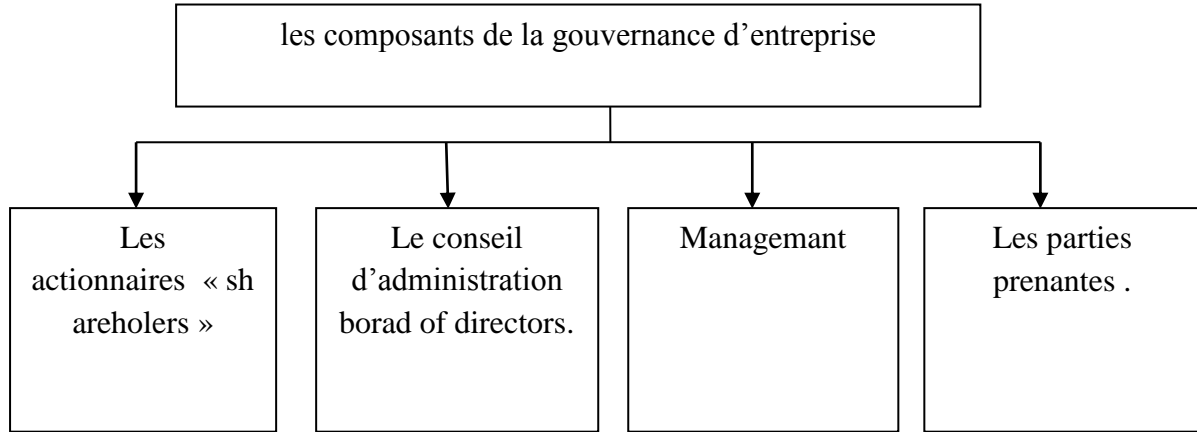 les composants de la gouvernance d’entreprise
Les
actionnaires « sh
areholers »
Le conseil
d’administration
borad of directors.
Managemant
Les parties
prenantes .